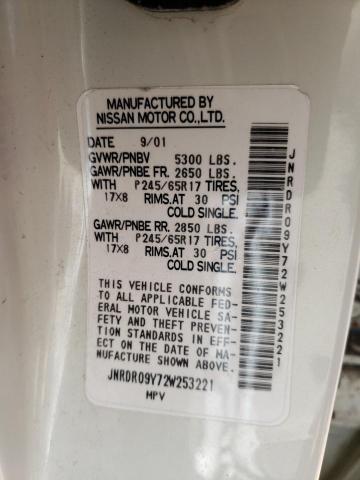 MANUFACTURED BY
NISSAN MOTOR CO.,LTD.
DATE 9/01
GVWR/PNBV 5300 LBS.
GAWR/PNBE FR. 2650 LBS.
WITH P245/65R17 TIRES,
17X8 RIMS.AT 30 PSI
COLD SINGLE.
GAWR/PNBE RR. 2850 LBS.
WITH P245/65R17 TIRES,
17X8 RIMS.AT 30 PSI
COLD SINGLE.
THIS VEHICLE CONFORMS
TO ALL APPLICABLE FED-
ERAL MOTOR VEHICLE SA-
FETY AND THEFT PREVEN-
TION STANDARDS IN EFF-
ECT ON THE DATE OF MA-
NUFACTURE SHOWN ABOVE.
JNRDR09Y72W253221
MPV
JNRDR09Y72W253221